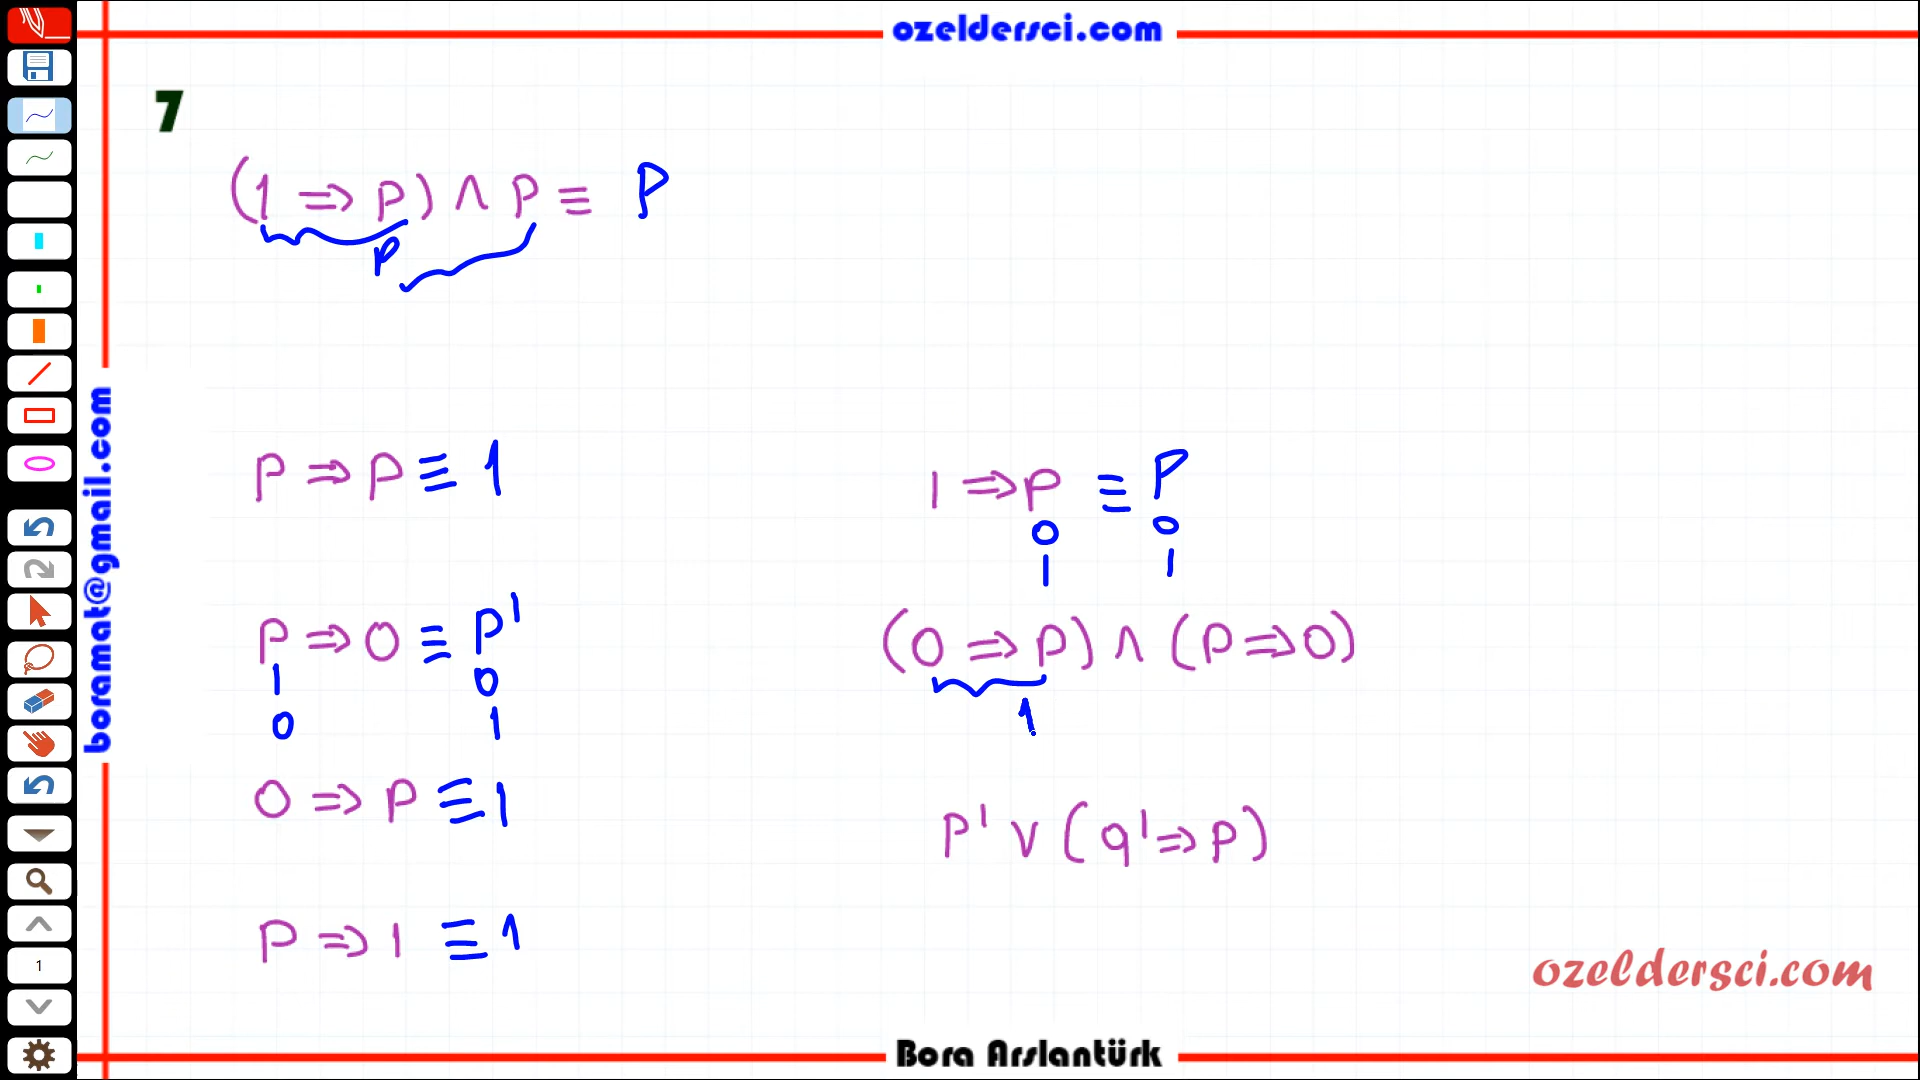 ozeldersci.com
7
(1 ⇒ p) ∧ p ≡ P
p
P ⇒ P ≡ 1
P ⇒ 0 ≡ P'
1 0
0 1
0 ⇒ P ≡ 1
P ⇒ 1 ≡ 1
1 ⇒ P ≡ P
0 0
1 1
(0 ⇒ P) ∧ (P ⇒ 0)
1
P' ∨ (q' ⇒ P)
boramat@gmail.com
1
ozeldersci.com
Bora Arslantürk